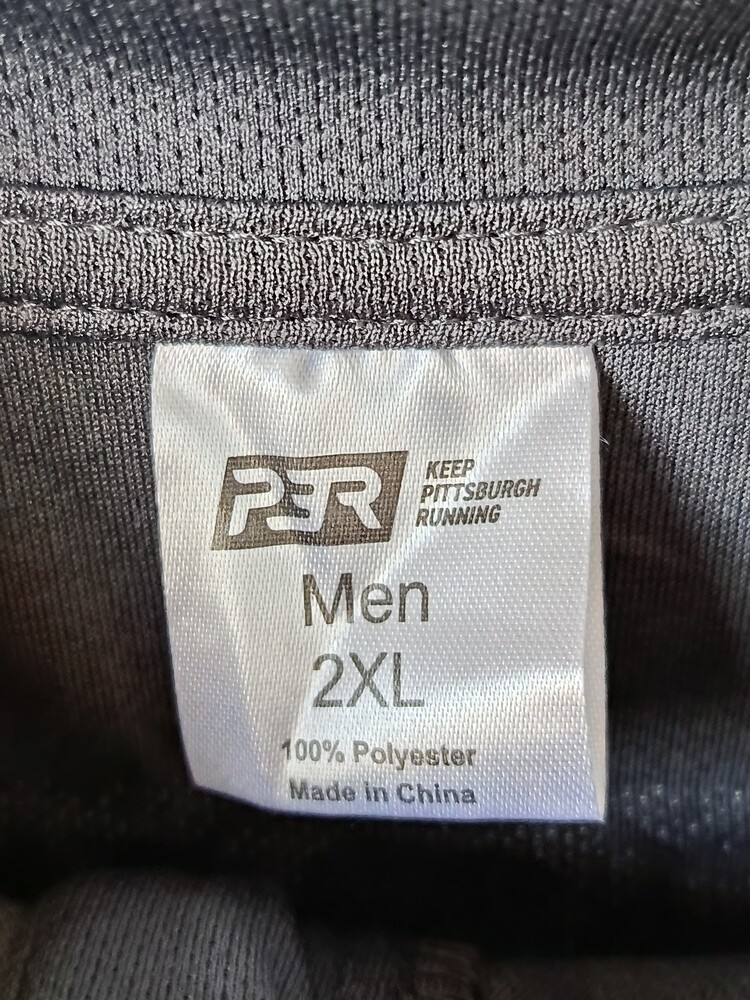 P3R
KEEP
PITTSBURGH
RUNNING
Men
2XL
100% Polyester
Made in China